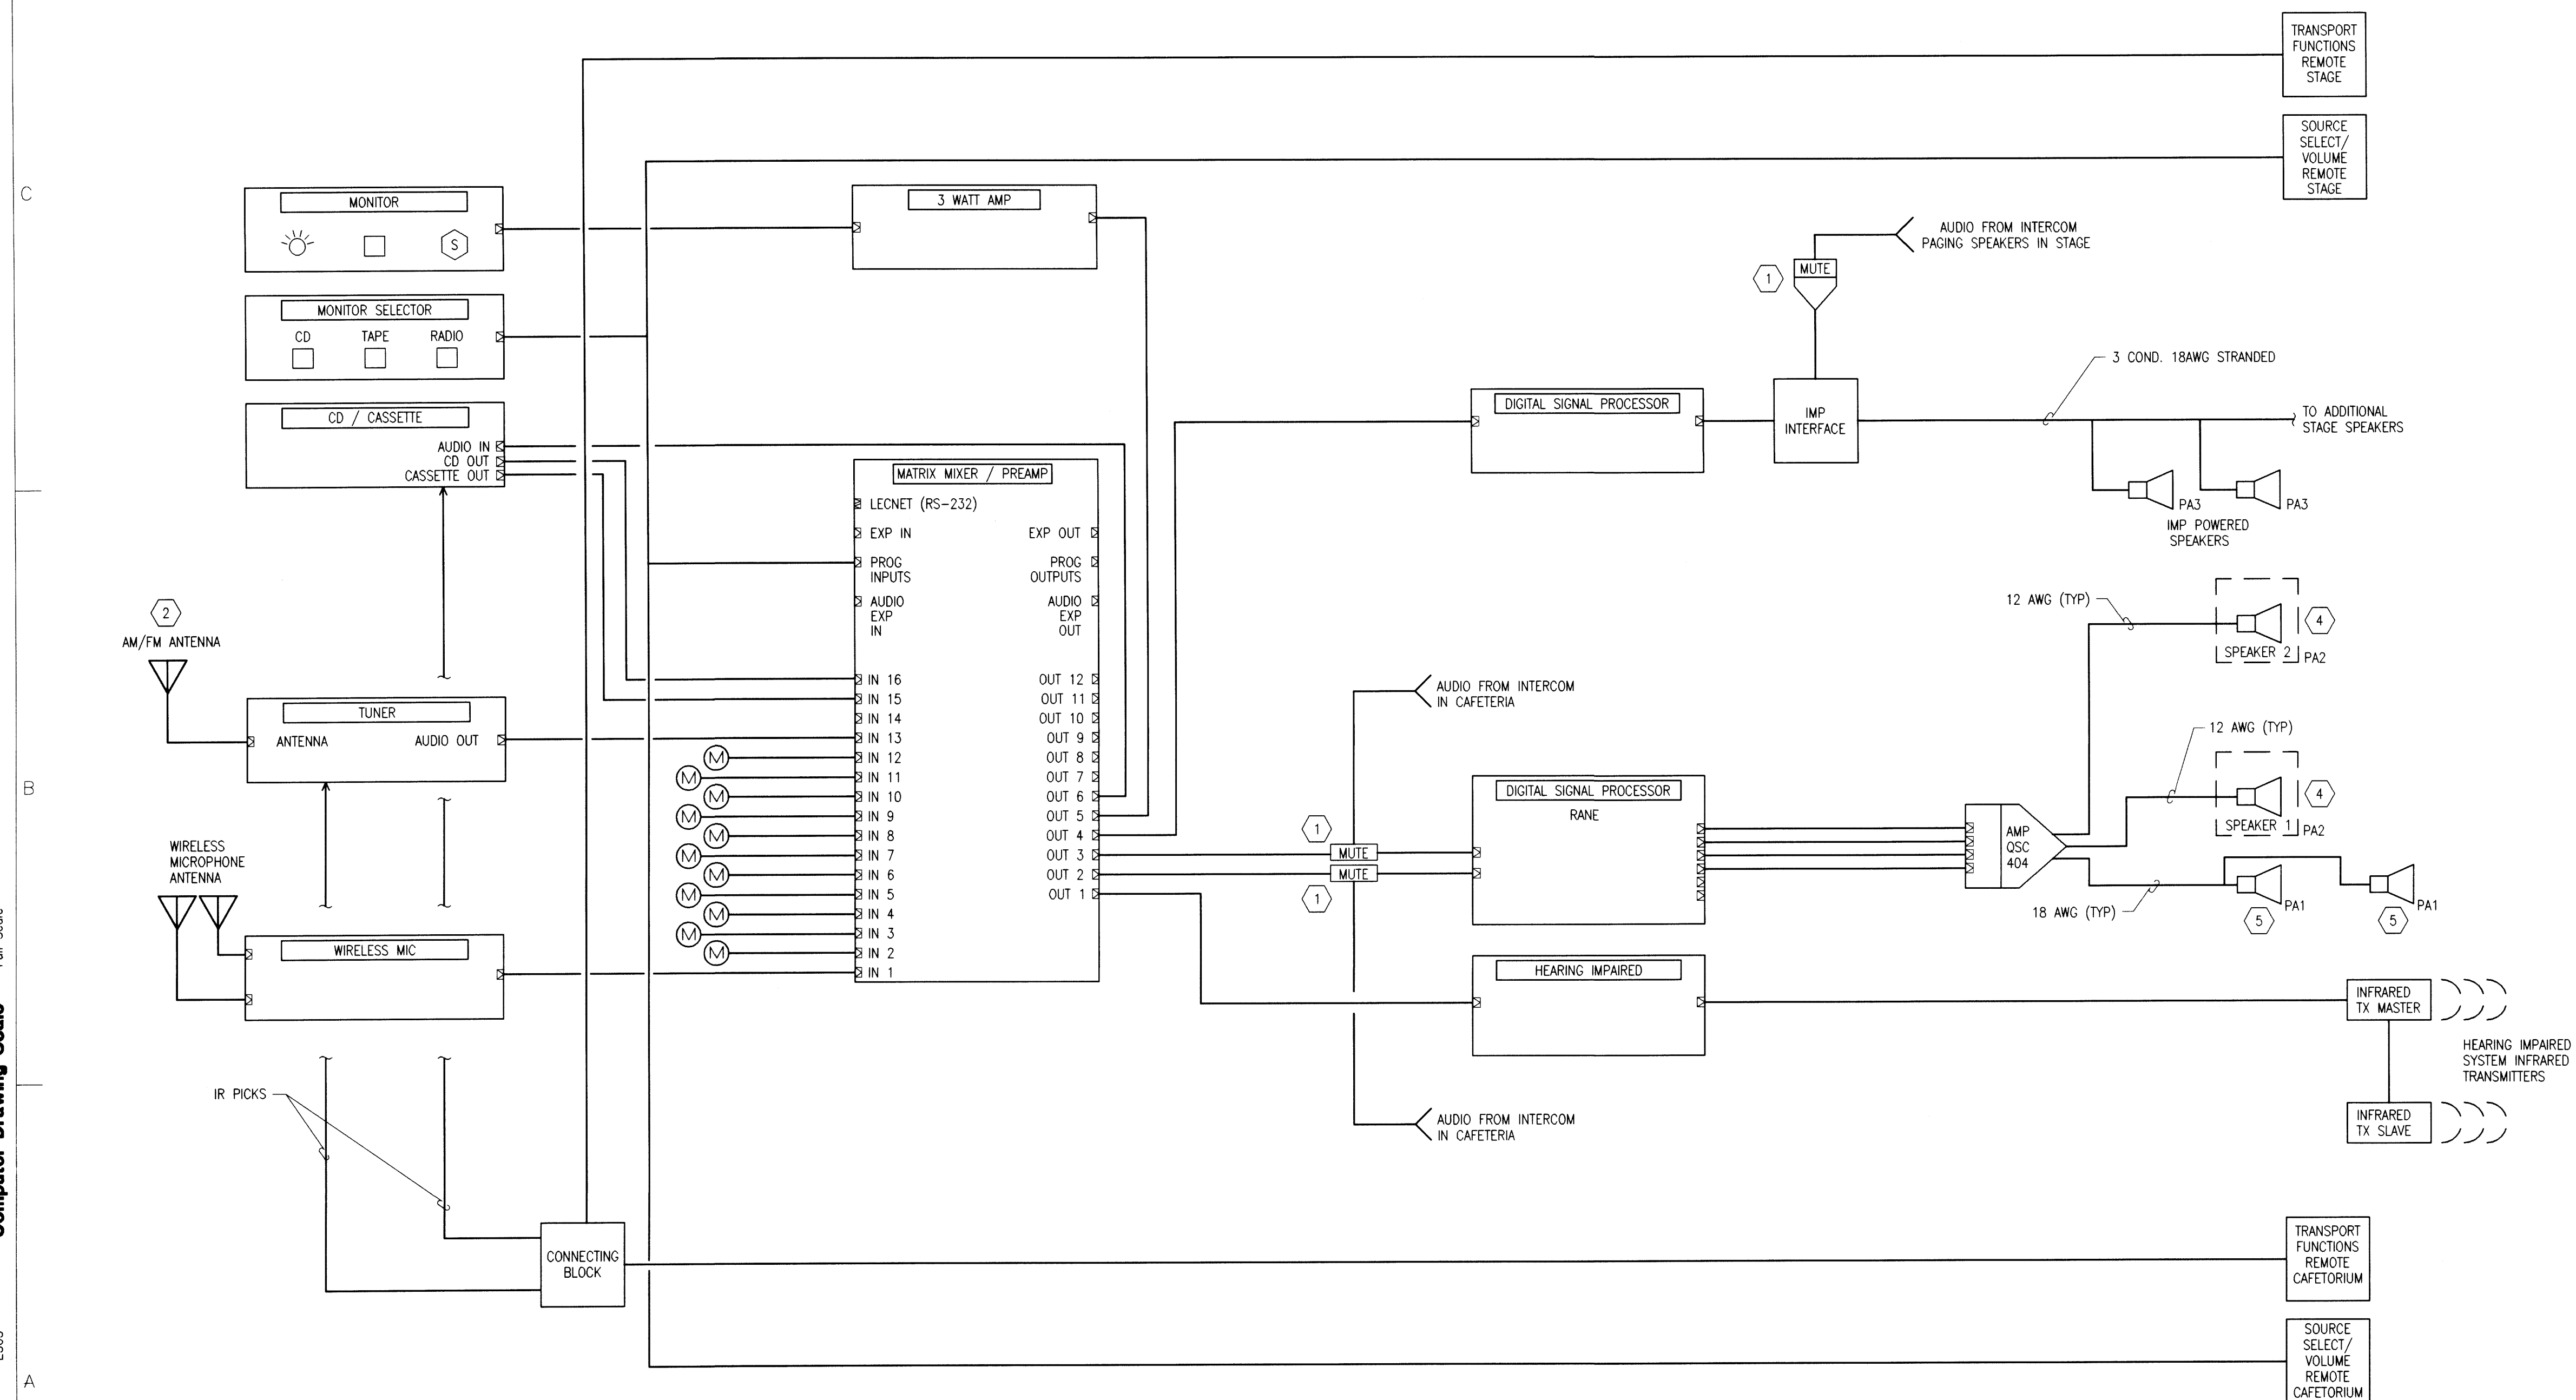 TRANSPORT
FUNCTIONS
REMOTE
STAGE
SOURCE
SELECT/
VOLUME
REMOTE
STAGE
C
MONITOR
S
3 WATT AMP
AUDIO FROM INTERCOM
PAGING SPEAKERS IN STAGE
1
MUTE
MONITOR SELECTOR
CD
TAPE
RADIO
3 COND. 18AWG STRANDED
CD / CASSETTE
AUDIO IN
CD OUT
CASSETTE OUT
DIGITAL SIGNAL PROCESSOR
IMP
INTERFACE
TO ADDITIONAL
STAGE SPEAKERS
PA3
PA3
IMP POWERED
SPEAKERS
MATRIX MIXER / PREAMP
LECNET (RS-232)
EXP IN
EXP OUT
PROG
INPUTS
PROG
OUTPUTS
AUDIO
EXP
IN
AUDIO
EXP
OUT
IN 16
IN 15
IN 14
IN 13
IN 12
IN 11
IN 10
IN 9
IN 8
IN 7
IN 6
IN 5
IN 4
IN 3
IN 2
IN 1
OUT 12
OUT 11
OUT 10
OUT 9
OUT 8
OUT 7
OUT 6
OUT 5
OUT 4
OUT 3
OUT 2
OUT 1
M
M
M
M
M
M
M
M
M
M
M
2
AM/FM ANTENNA
TUNER
ANTENNA
AUDIO OUT
B
12 AWG (TYP)
4
SPEAKER 2
PA2
AUDIO FROM INTERCOM
IN CAFETERIA
12 AWG (TYP)
4
SPEAKER 1
PA2
DIGITAL SIGNAL PROCESSOR
RANE
1
MUTE
MUTE
1
AMP
QSC
404
18 AWG (TYP)
PA1
5
PA1
5
WIRELESS
MICROPHONE
ANTENNA
WIRELESS MIC
HEARING IMPAIRED
INFRARED
TX MASTER
HEARING IMPAIRED
SYSTEM INFRARED
TRANSMITTERS
INFRARED
TX SLAVE
IR PICKS
AUDIO FROM INTERCOM
IN CAFETERIA
CONNECTING
BLOCK
TRANSPORT
FUNCTIONS
REMOTE
CAFETORIUM
SOURCE
SELECT/
VOLUME
REMOTE
CAFETORIUM
A